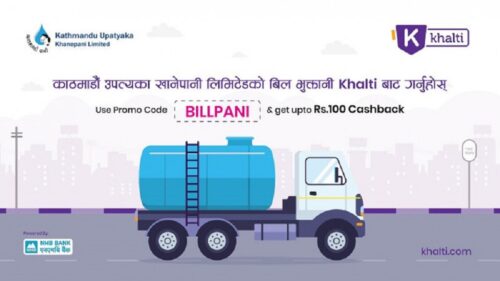 Kathmandu Upatyaka
Khanepani Limited
K khalti
काठमाडौं उपत्यका खानेपानी लिमिटेडको बिल भुक्तानी Khalti बाट गर्नुहोस्
Use Promo Code BILLPANI & get upto Rs.100 Cashback
Powered By:
NMB BANK
एनएमबि बैंक
khalti.com